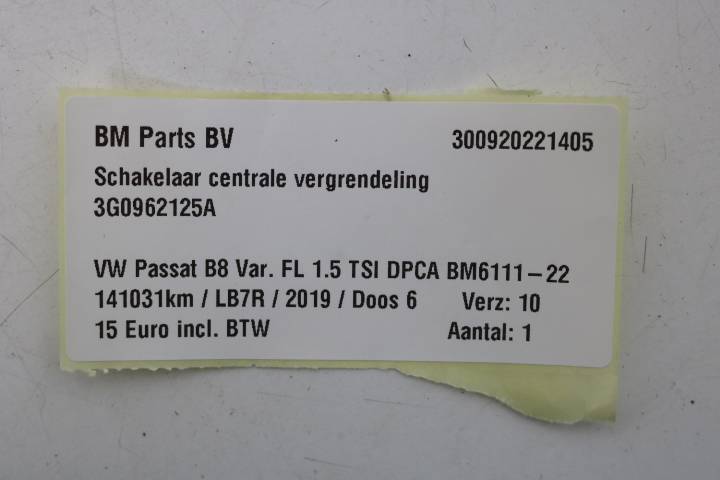 BM Parts BV 300920221405
Schakelaar centrale vergrendeling
3G0962125A
VW Passat B8 Var. FL 1.5 TSI DPCA BM6111-22
141031km / LB7R / 2019 / Doos 6 Verz: 10
15 Euro incl. BTW Aantal: 1